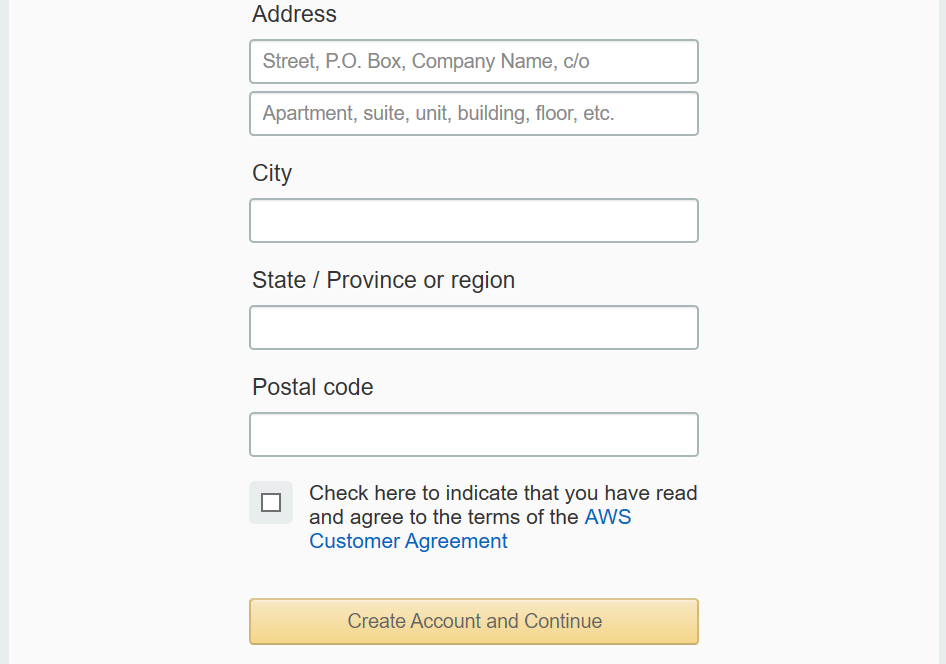 Address
Street, P.O. Box, Company Name, c/o
Apartment, suite, unit, building, floor, etc.
City
State / Province or region
Postal code
Check here to indicate that you have read
and agree to the terms of the AWS
Customer Agreement
Create Account and Continue